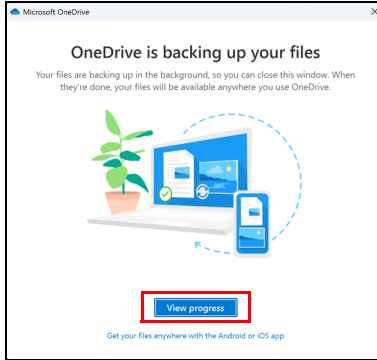 Microsoft OneDrive
OneDrive is backing up your files
Your files are backing up in the background, so you can close this window. When
they're done, your files will be available anywhere you use OneDrive.
View progress
Get your files anywhere with the Android or iOS app